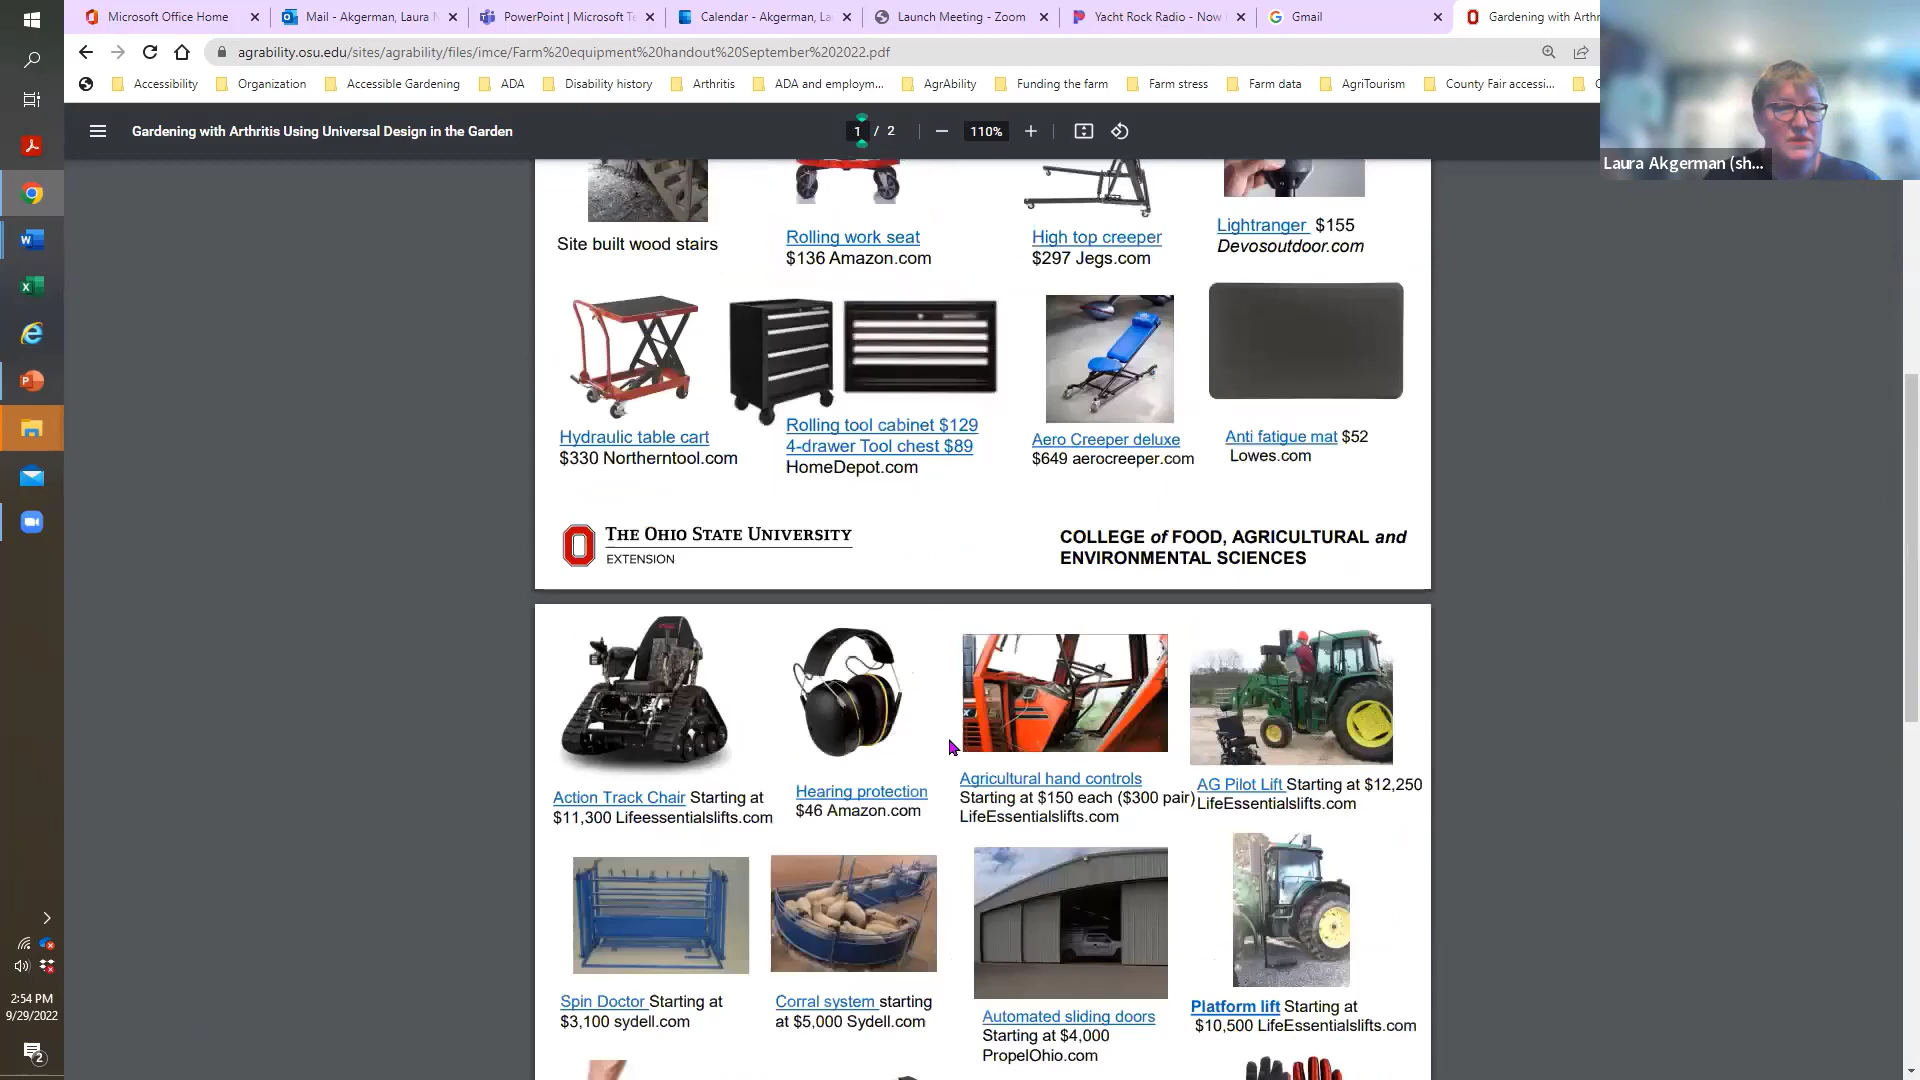 Microsoft Office Home
Mail - Akgerman, Laura
PowerPoint | Microsoft Te
Calendar - Akgerman, La
Launch Meeting - Zoom
Yacht Rock Radio - Now
Gmail
Gardening with Arthr
agrability.osu.edu/sites/agrability/files/imce/Farm%20equipment%20handout%20September%202022.pdf
Accessibility
Organization
Accessible Gardening
ADA
Disability history
Arthritis
ADA and employm...
AgrAbility
Funding the farm
Farm stress
Farm data
AgriTourism
County Fair accessi...
Gardening with Arthritis Using Universal Design in the Garden
1 / 2
110%
Laura Akgerman (sh...
Site built wood stairs
Rolling work seat
$136 Amazon.com
High top creeper
$297 Jegs.com
Lightranger $155
Devosoutdoor.com
Hydraulic table cart
$330 Northerntool.com
Rolling tool cabinet $129
4-drawer Tool chest $89
HomeDepot.com
Aero Creeper deluxe
$649 aerocreeper.com
Anti fatigue mat $52
Lowes.com
THE OHIO STATE UNIVERSITY
EXTENSION
COLLEGE of FOOD, AGRICULTURAL and
ENVIRONMENTAL SCIENCES
Action Track Chair Starting at
$11,300 Lifeessentialslifts.com
Hearing protection
$46 Amazon.com
Agricultural hand controls
Starting at $150 each ($300 pair)
LifeEssentialslifts.com
AG Pilot Lift Starting at $12,250
LifeEssentialslifts.com
Spin Doctor Starting at
$3,100 sydell.com
Corral system starting
at $5,000 Sydell.com
Automated sliding doors
Starting at $4,000
PropelOhio.com
Platform lift Starting at
$10,500 LifeEssentialslifts.com
2:54 PM
9/29/2022
2